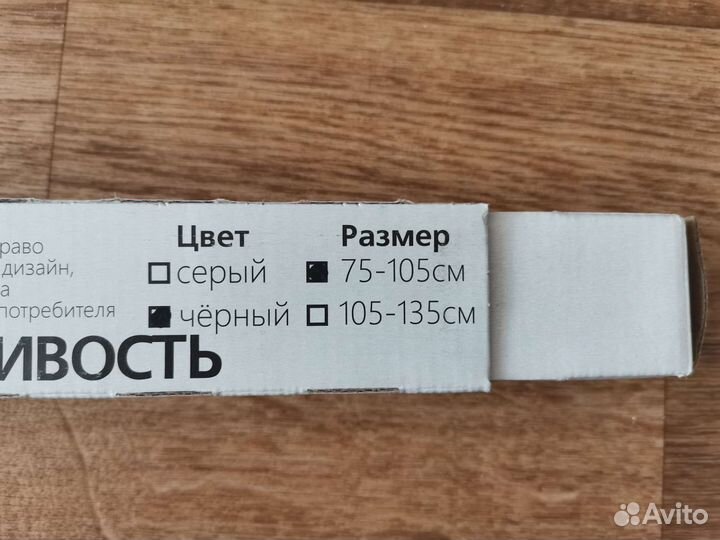 Цвет Размер
раво
серый 75-105см
дизайн,
а
потребителя
чёрный 105-135см
ИВОСТЬ
Avito